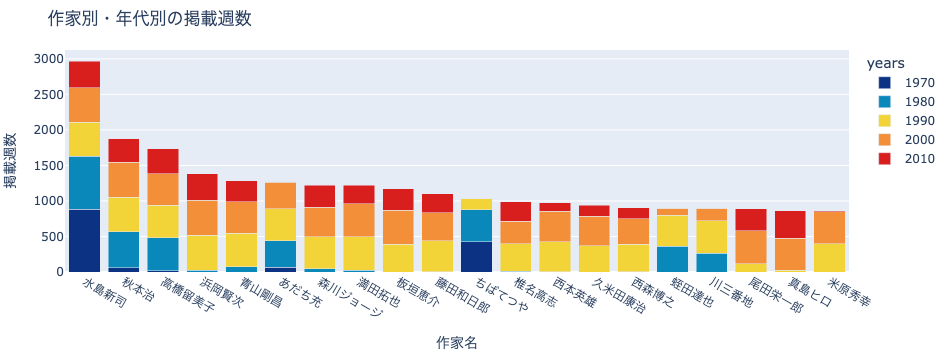 作家別・年代別の掲載週数
掲載週数
3000
2500
2000
1500
1000
500
0
水島新司
秋本治
高橋留美子
浜岡賢次
青山剛昌
あだち充
森川ジョージ
満田拓也
板垣恵介
藤田和日郎
ちばてつや
椎名高志
西本英雄
久米田康治
西森博之
蛭田達也
川三番地
尾田栄一郎
真島ヒロ
米原秀幸
作家名
years
1970
1980
1990
2000
2010